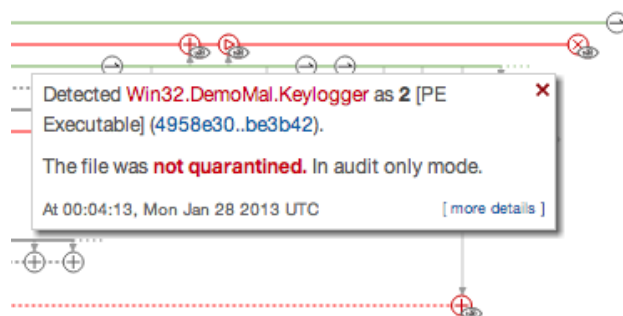 Detected Win32.DemoMal.Keylogger as 2 [PE
Executable] (4958e30..be3b42).
The file was not quarantined. In audit only mode.
At 00:04:13, Mon Jan 28 2013 UTC [ more details ]